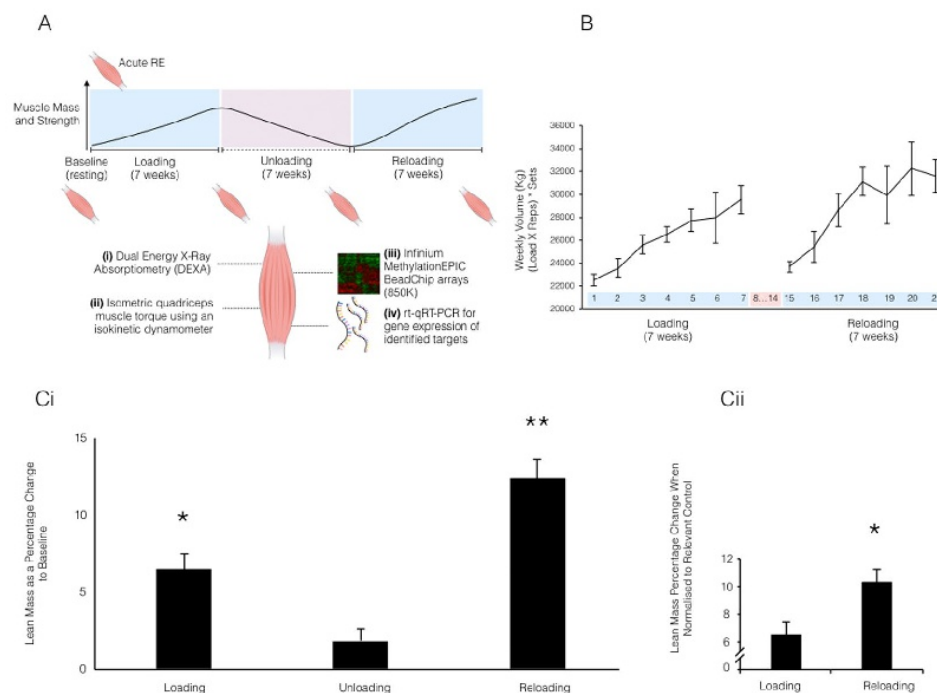 A
Acute RE
Muscle Mass
and Strength
Baseline
(resting)
Loading
(7 weeks)
Unloading
(7 weeks)
Reloading
(7 weeks)
(i) Dual Energy X-Ray
Absorptiometry (DEXA)
(ii) Isometric quadriceps
muscle torque using an
isokinetic dynamometer
(iii) Infinium
MethylationEPIC
BeadChip arrays
(850K)
(iv) rt-qRT-PCR for
gene expression of
identified targets
B
Weekly Volume (Kg)
(Load X Reps) * Sets
36000
34000
32000
30000
28000
26000
24000
22000
20000
1 2 3 4 5 6 7 8...14 15 16 17 18 19 20 2
Loading
(7 weeks)
Reloading
(7 weeks)
Ci
Lean Mass as a Percentage Change
to Baseline
15
10
5
0
*
**
Loading Unloading Reloading
Cii
Lean Mass Percentage Change When
Normalised to Relevant Control
12
10
8
6
0
*
Loading Reloading